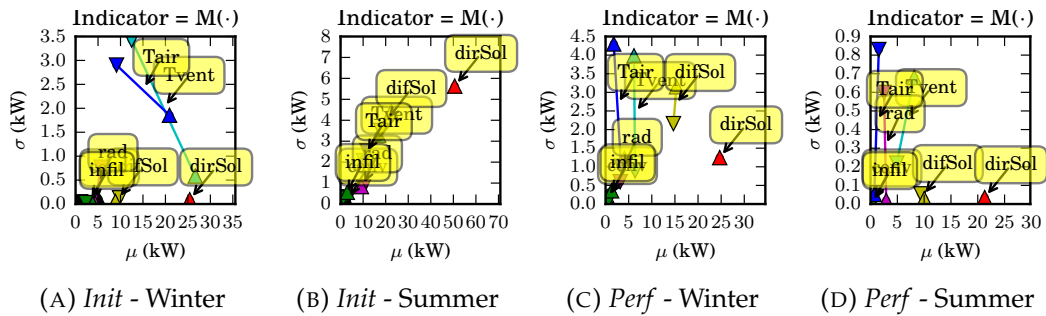 Indicator = M(·)
σ (kW)
3.5
3.0
2.5
2.0
1.5
1.0
0.5
0.0
Tair
Tvent
rad
infil
difSol
dirSol
0 5 10 15 20 25 30 35
μ (kW)
(A) Init - Winter
Indicator = M(·)
σ (kW)
8
7
6
5
4
3
2
1
0
dirSol
difSol
Tvent
Tair
rad
infil
0 10 20 30 40 50 60 70
μ (kW)
(B) Init - Summer
Indicator = M(·)
σ (kW)
4.5
4.0
3.5
3.0
2.5
2.0
1.5
1.0
0.5
0.0
Tair
Tvent
difSol
rad
dirSol
0 5 10 15 20 25 30
μ (kW)
(C) Perf - Winter
Indicator = M(·)
σ (kW)
0.9
0.8
0.7
0.6
0.5
0.4
0.3
0.2
0.1
0.0
Tair
Tvent
rad
infil
difSol
dirSol
0 5 10 15 20 25 30
μ (kW)
(D) Perf - Summer